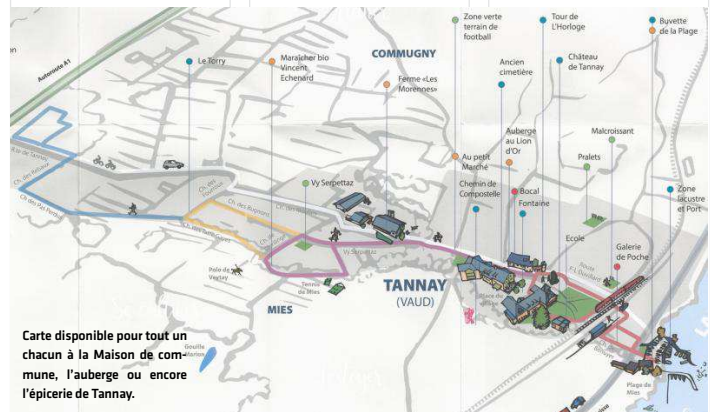 Autoroute A1
Le Torry
Maraîcher bio
Vincent
Echenard
COMMUGNY
Ferme «Les
Morennes»
Zone verte
terrain de
football
Tour de
L'Horloge
Ancien
cimetière
Château
de Tannay
Buvette
de la Plage
Au petit
Marché
Auberge
au Lion
d'Or
Malcroissant
Pralets
Chemin de
Compostelle
Bocal
Fontaine
Zone
lacustre
et Port
Ecole
Galerie
de Poche
Vy Serpettaz
Vy Serpettaz
Route
TANNAY
(VAUD)
MIES
Tennis
de Mies
Plage de
Mies
Carte disponible pour tout un
chacun à la Maison de com-
mune, l'auberge ou encore
l'épicerie de Tannay.